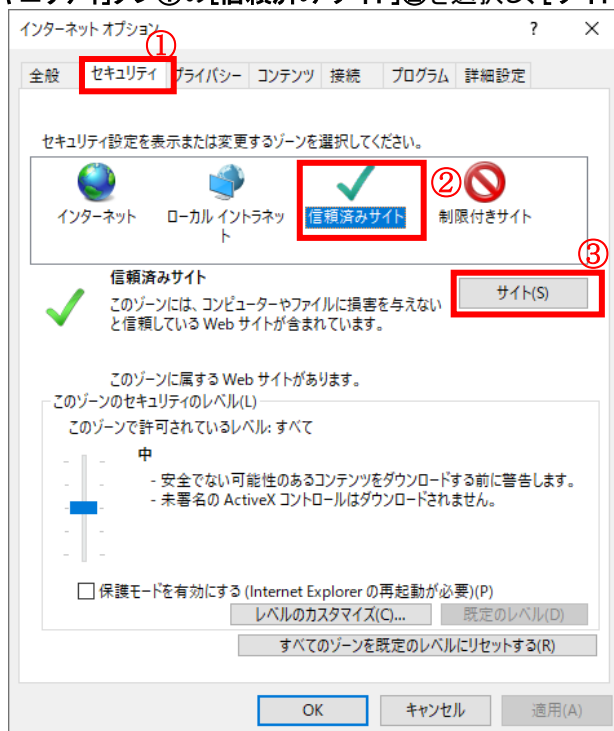 インターネット オプション ? ×
①
全般 セキュリティ プライバシー コンテンツ 接続 プログラム 詳細設定
セキュリティ設定を表示または変更するゾーンを選択してください。
②
インターネット
ローカル イントラネッ
ト
信頼済みサイト
制限付きサイト
③
信頼済みサイト
サイト(S)
このゾーンには、コンピューターやファイルに損害を与えない
と信頼している Web サイトが含まれています。
このゾーンに属する Web サイトがあります。
このゾーンのセキュリティのレベル(L)
このゾーンで許可されているレベル: すべて
中
- 安全でない可能性のあるコンテンツをダウンロードする前に警告します。
- 未署名の ActiveX コントロールはダウンロードされません。
保護モードを有効にする (Internet Explorer の再起動が必要)(P)
レベルのカスタマイズ(C)... 既定のレベル(D)
すべてのゾーンを既定のレベルにリセットする(R)
OK キャンセル 適用(A)